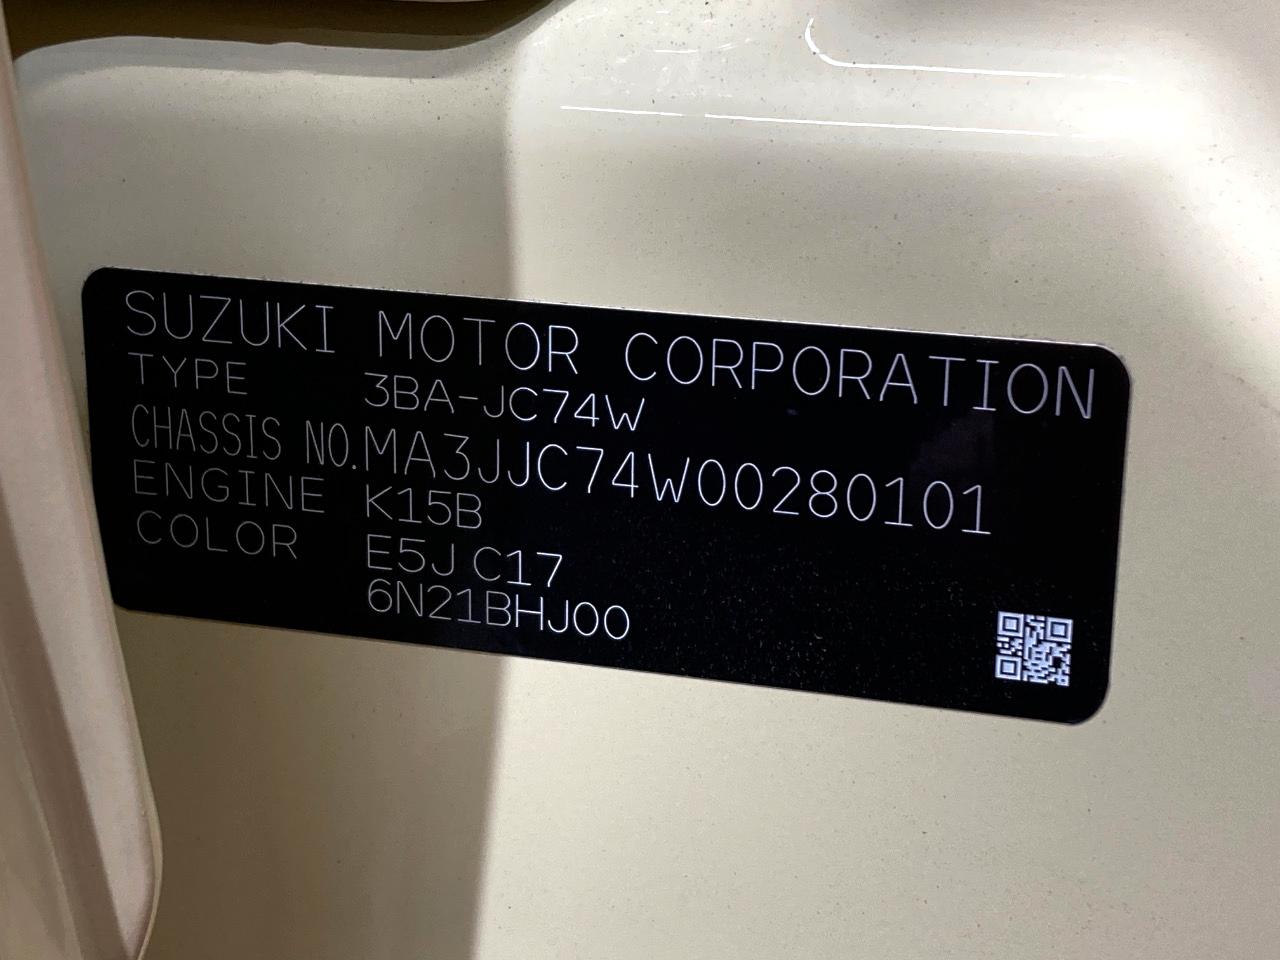 SUZUKI MOTOR CORPORATION
TYPE 3BA-JC74W
CHASSIS NO. MA3JJC74W00280101
ENGINE K15B
COLOR E5J C17
6N21BHJ00